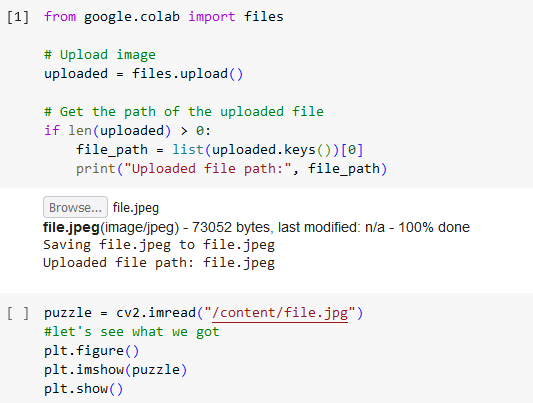 [1] from google.colab import files
# Upload image
uploaded = files.upload()
# Get the path of the uploaded file
if len(uploaded) > 0:
    file_path = list(uploaded.keys())[0]
    print("Uploaded file path:", file_path)
Browse... file.jpeg
file.jpeg(image/jpeg) - 73052 bytes, last modified: n/a - 100% done
Saving file.jpeg to file.jpeg
Uploaded file path: file.jpeg
[ ] puzzle = cv2.imread("/content/file.jpg")
#let's see what we got
plt.figure()
plt.imshow(puzzle)
plt.show()